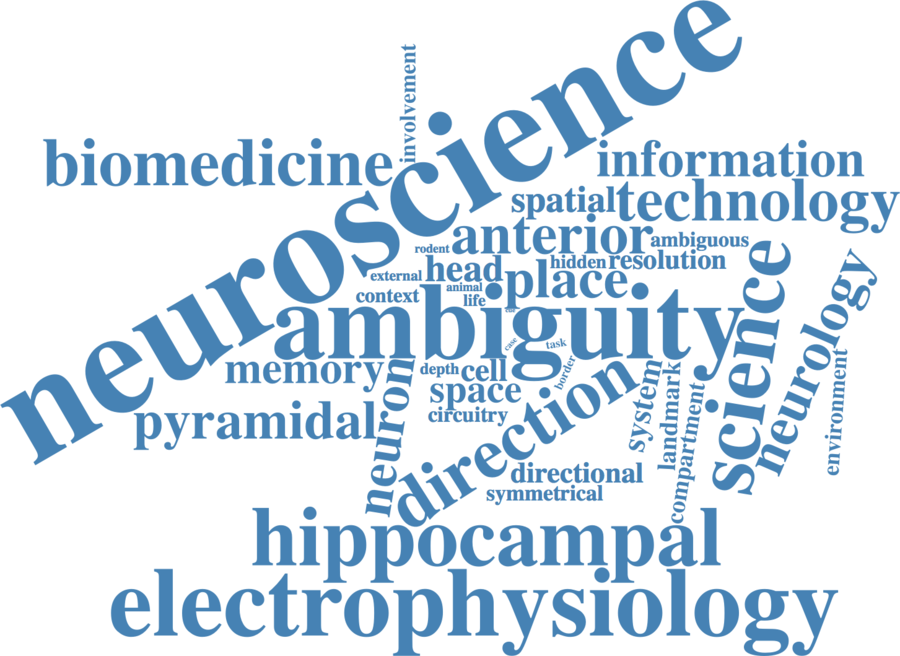 neuroscience
involvement
biomedicine
information
spatial
technology
anterior
ambiguous
rodent
hidden
resolution
head
external
place
animal
context
life
ambiguity
science
neurology
case
task
border
memory
depth
cell
space
circuitry
neuron
pyramidal
direction
system
landmark
compartment
environment
directional
symmetrical
hippocampal
electrophysiology